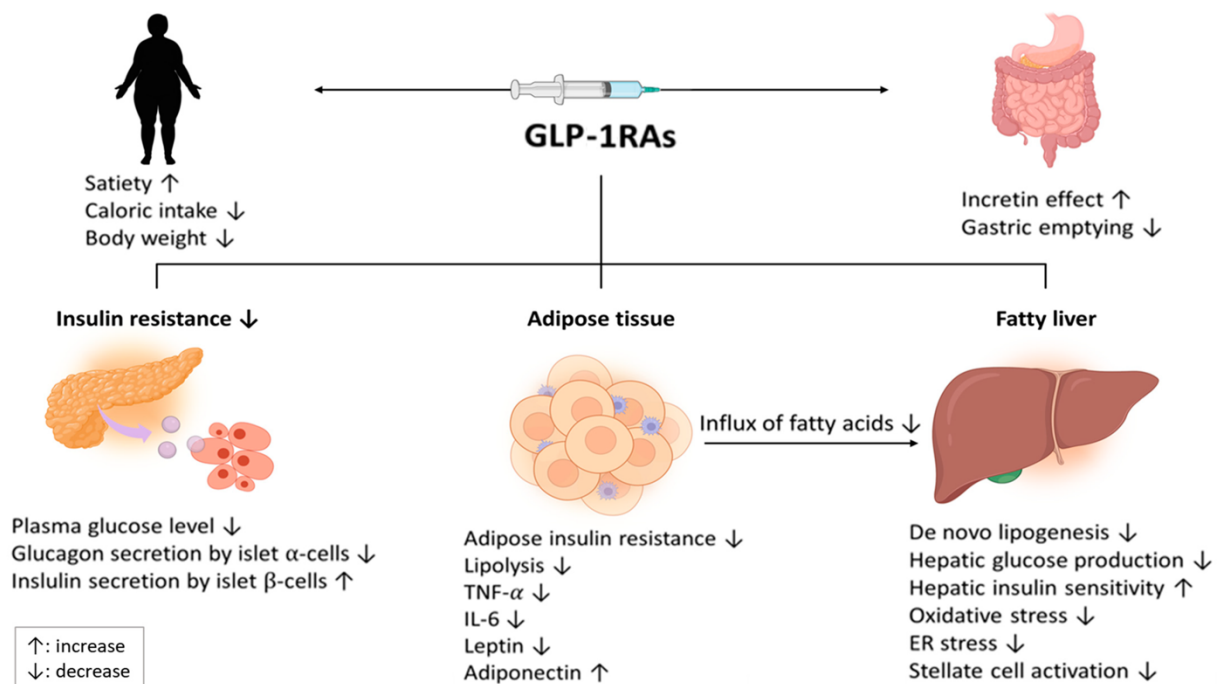 GLP-1RAs
Satiety ↑
Caloric intake ↓
Body weight ↓
Incretin effect ↑
Gastric emptying ↓
Insulin resistance ↓
Plasma glucose level ↓
Glucagon secretion by islet α-cells ↓
Inslulin secretion by islet β-cells ↑
Adipose tissue
Adipose insulin resistance ↓
Lipolysis ↓
TNF-α ↓
IL-6 ↓
Leptin ↓
Adiponectin ↑
Influx of fatty acids ↓
Fatty liver
De novo lipogenesis ↓
Hepatic glucose production ↓
Hepatic insulin sensitivity ↑
Oxidative stress ↓
ER stress ↓
Stellate cell activation ↓
↑: increase
↓: decrease